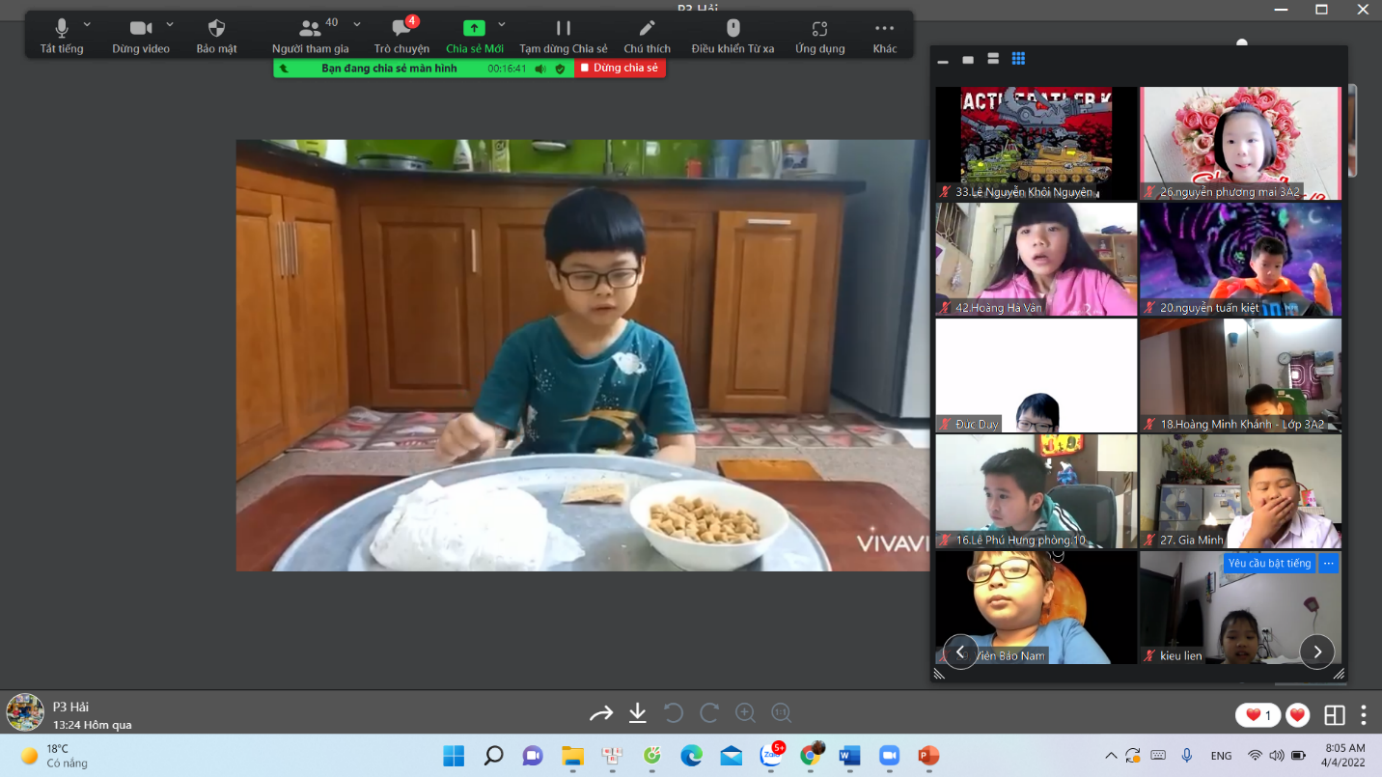 P3 Hải
40
4
Tắt tiếng
Dừng video
Bảo mật
Người tham gia
Trò chuyện
Chia sẻ Mới
Tạm dừng Chia sẻ
Chú thích
Điều khiển Từ xa
Ứng dụng
Khác
Bạn đang chia sẻ màn hình
00:16:41
Dừng chia sẻ
33.Lê Nguyễn Khôi Nguyên
26.nguyễn phương mai 3A2
42.Hoàng Hà Vân
20.nguyễn tuấn kiệt
Đức Duy
18.Hoàng Minh Khánh - Lớp 3A2
16.Lê Phú Hưng phòng 10
27. Gia Minh
Yêu cầu bật tiếng
Viên Bảo Nam
kieu lien
VIVAVI
P3 Hải
13:24 Hôm qua
1:1
1
18°C
Có nắng
Zalo
5+
ENG
8:05 AM
4/4/2022